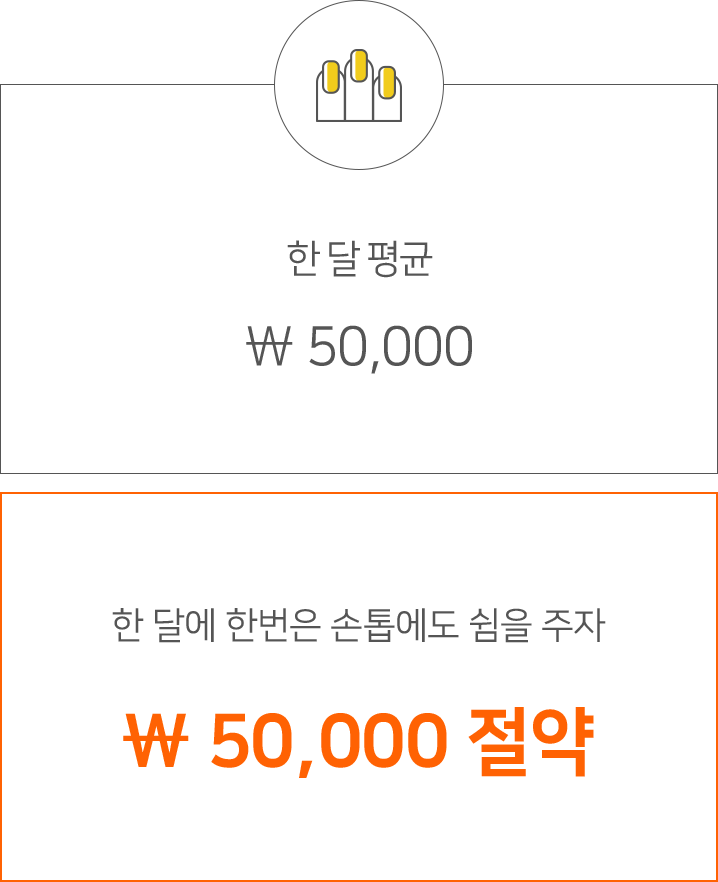 한 달 평균
₩ 50,000
한 달에 한번은 손톱에도 쉼을 주자
₩ 50,000 절약